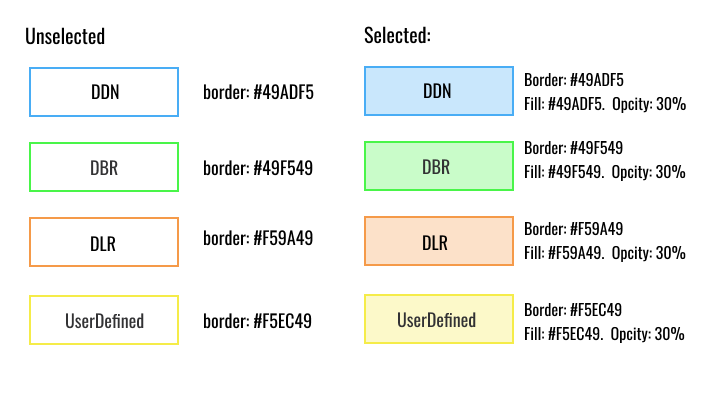 Unselected
Selected:
DDN
border: #49ADF5
DDN
Border: #49ADF5
Fill: #49ADF5.  Opcity: 30%
DBR
border: #49F549
DBR
Border: #49F549
Fill: #49F549.  Opcity: 30%
DLR
border: #F59A49
DLR
Border: #F59A49
Fill: #F59A49.  Opcity: 30%
UserDefined
border: #F5EC49
UserDefined
Border: #F5EC49
Fill: #F5EC49.  Opcity: 30%